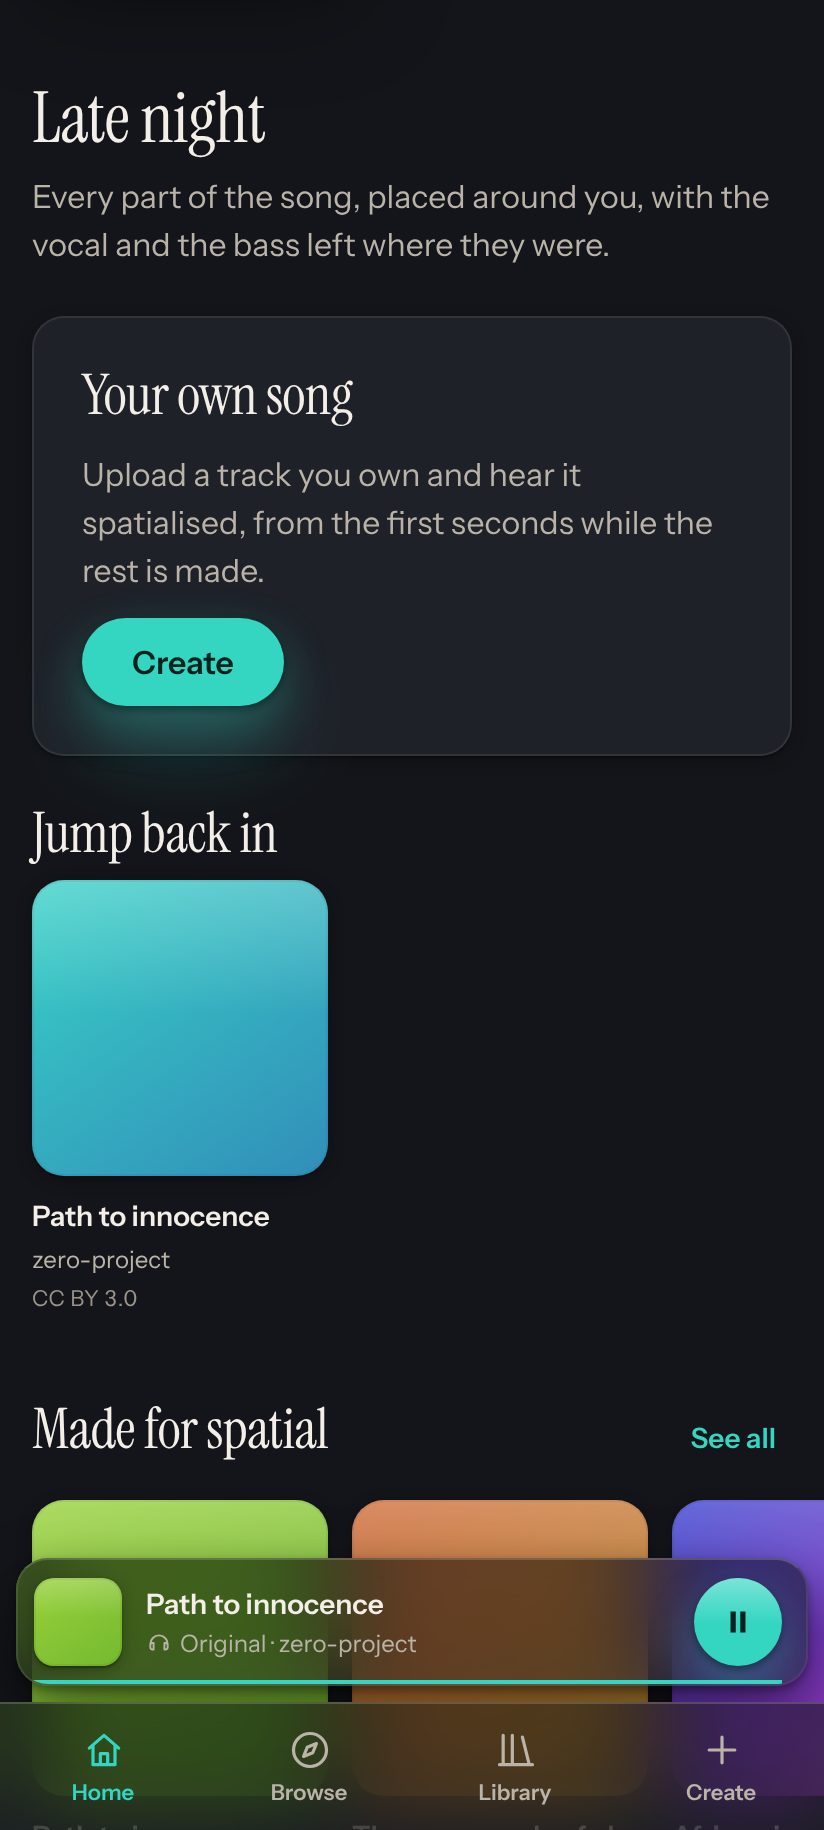 Late night
Every part of the song, placed around you, with the
vocal and the bass left where they were.
Your own song
Upload a track you own and hear it
spatialised, from the first seconds while the
rest is made.
Create
Jump back in
Path to innocence
zero-project
CC BY 3.0
Made for spatial
See all
Path to innocence
Original · zero-project
Home
Browse
Library
Create